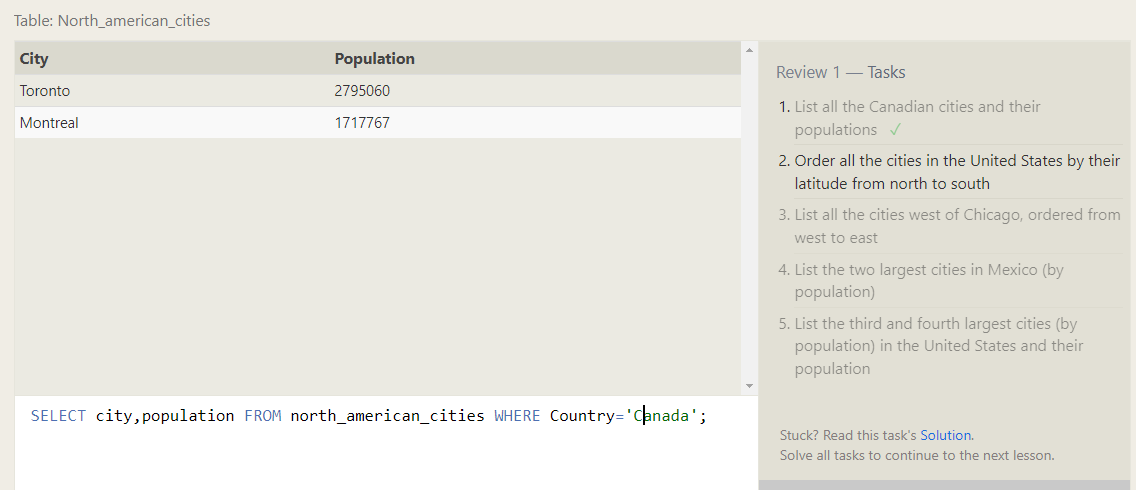 Table: North_american_cities
City Population
Toronto 2795060
Montreal 1717767
SELECT city,population FROM north_american_cities WHERE Country='Canada';
Review 1 — Tasks
1. List all the Canadian cities and their
populations ✓
2. Order all the cities in the United States by their
latitude from north to south
3. List all the cities west of Chicago, ordered from
west to east
4. List the two largest cities in Mexico (by
population)
5. List the third and fourth largest cities (by
population) in the United States and their
population
Stuck? Read this task's Solution.
Solve all tasks to continue to the next lesson.